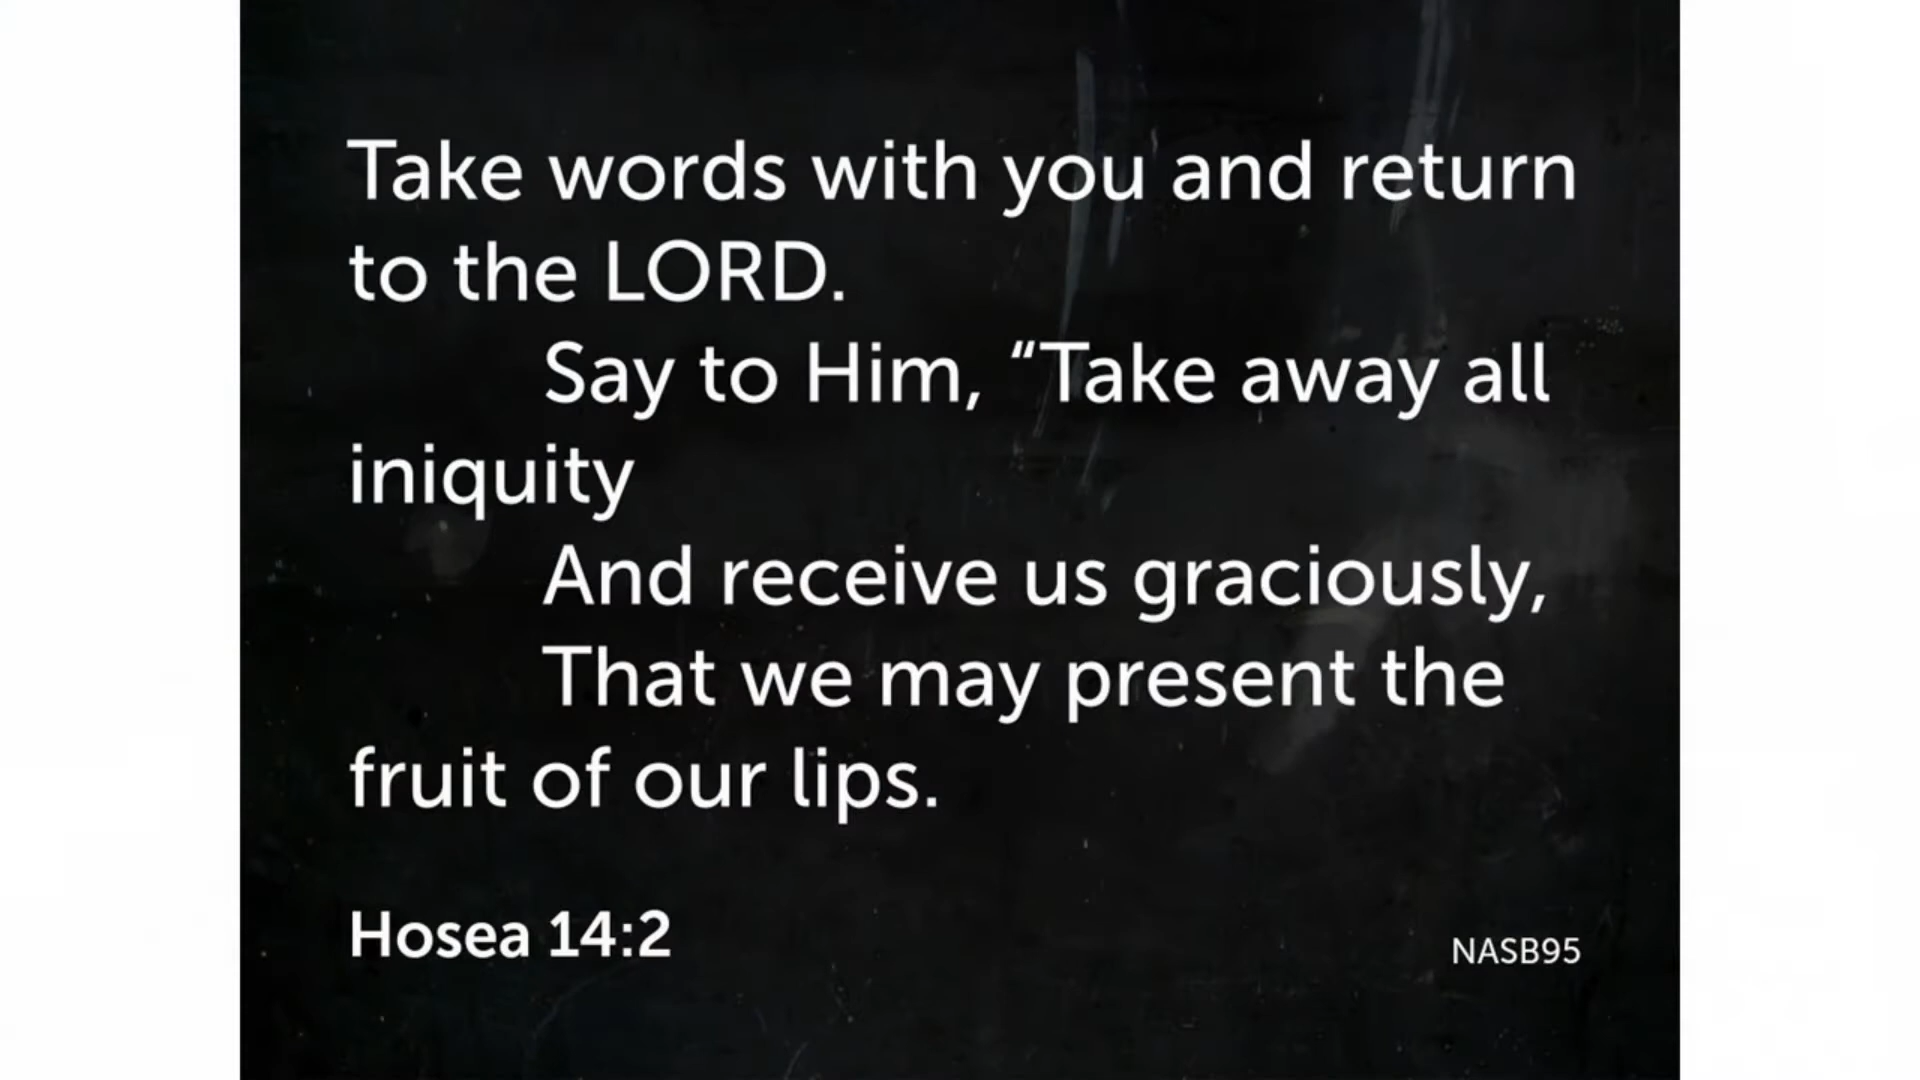 Take words with you and return
to the LORD.
Say to Him, “Take away all
iniquity
And receive us graciously,
That we may present the
fruit of our lips.
Hosea 14:2
NASB95